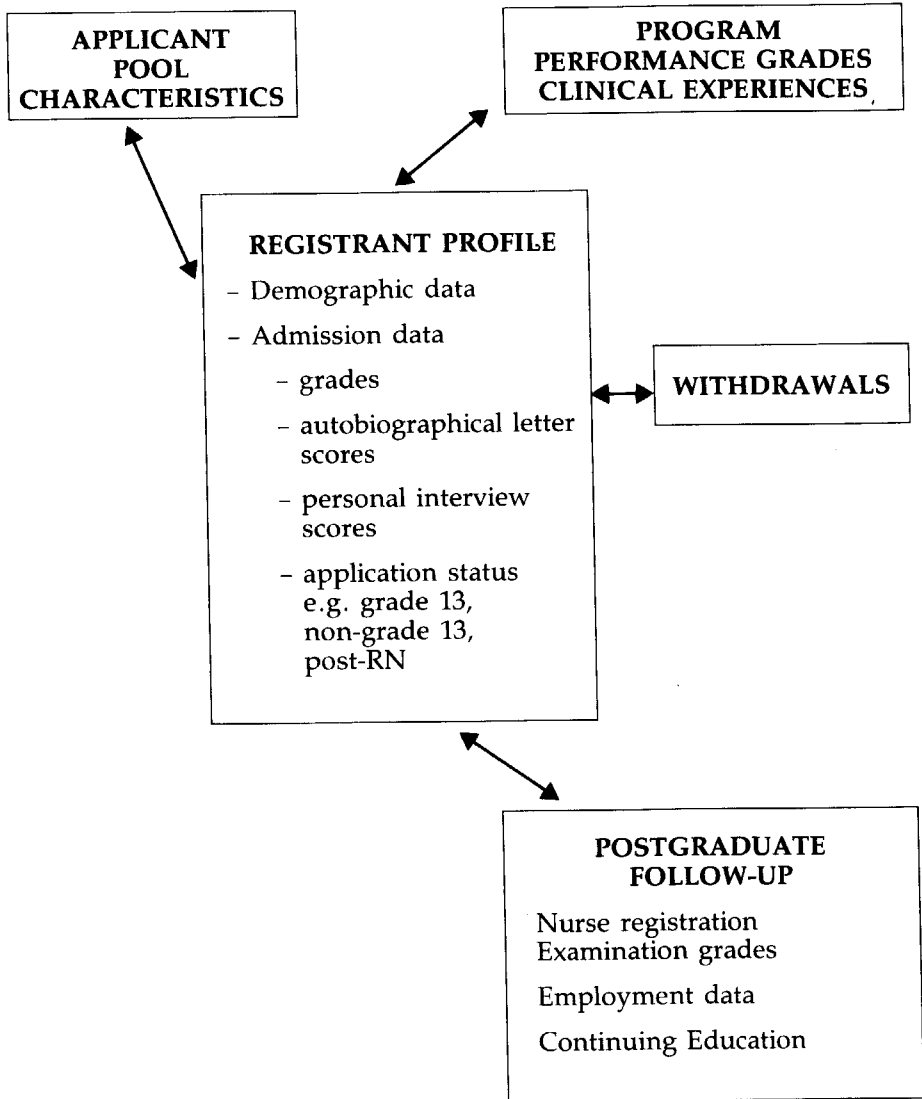 APPLICANT
POOL
CHARACTERISTICS
PROGRAM
PERFORMANCE GRADES
CLINICAL EXPERIENCES
REGISTRANT PROFILE
– Demographic data
– Admission data
– grades
– autobiographical letter
scores
– personal interview
scores
– application status
e.g. grade 13,
non-grade 13,
post-RN
WITHDRAWALS
POSTGRADUATE
FOLLOW-UP
Nurse registration
Examination grades
Employment data
Continuing Education